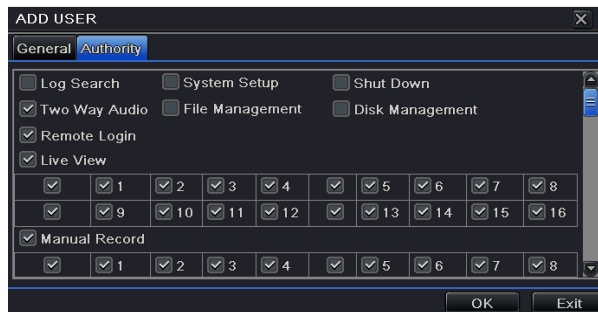 ADD USER
General Authority
Log Search System Setup Shut Down
Two Way Audio File Management Disk Management
Remote Login
Live View
1 2 3 4 5 6 7 8
9 10 11 12 13 14 15 16
Manual Record
1 2 3 4 5 6 7 8
OK Exit